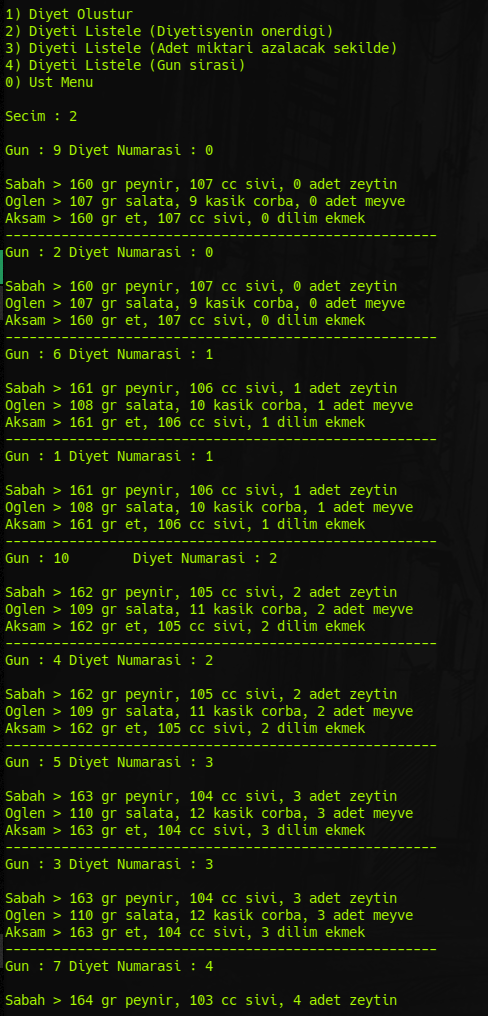 1) Diyet Olustur
2) Diyeti Listele (Diyetisyenin onerdigi)
3) Diyeti Listele (Adet miktari azalacak sekilde)
4) Diyeti Listele (Gun sirasi)
0) Ust Menu
Secim : 2
Gun : 9 Diyet Numarasi : 0
Sabah > 160 gr peynir, 107 cc sivi, 0 adet zeytin
Oglen > 107 gr salata, 9 kasik corba, 0 adet meyve
Aksam > 160 gr et, 107 cc sivi, 0 dilim ekmek
------------------------------------------------------
Gun : 2 Diyet Numarasi : 0
Sabah > 160 gr peynir, 107 cc sivi, 0 adet zeytin
Oglen > 107 gr salata, 9 kasik corba, 0 adet meyve
Aksam > 160 gr et, 107 cc sivi, 0 dilim ekmek
------------------------------------------------------
Gun : 6 Diyet Numarasi : 1
Sabah > 161 gr peynir, 106 cc sivi, 1 adet zeytin
Oglen > 108 gr salata, 10 kasik corba, 1 adet meyve
Aksam > 161 gr et, 106 cc sivi, 1 dilim ekmek
------------------------------------------------------
Gun : 1 Diyet Numarasi : 1
Sabah > 161 gr peynir, 106 cc sivi, 1 adet zeytin
Oglen > 108 gr salata, 10 kasik corba, 1 adet meyve
Aksam > 161 gr et, 106 cc sivi, 1 dilim ekmek
------------------------------------------------------
Gun : 10        Diyet Numarasi : 2
Sabah > 162 gr peynir, 105 cc sivi, 2 adet zeytin
Oglen > 109 gr salata, 11 kasik corba, 2 adet meyve
Aksam > 162 gr et, 105 cc sivi, 2 dilim ekmek
------------------------------------------------------
Gun : 4 Diyet Numarasi : 2
Sabah > 162 gr peynir, 105 cc sivi, 2 adet zeytin
Oglen > 109 gr salata, 11 kasik corba, 2 adet meyve
Aksam > 162 gr et, 105 cc sivi, 2 dilim ekmek
------------------------------------------------------
Gun : 5 Diyet Numarasi : 3
Sabah > 163 gr peynir, 104 cc sivi, 3 adet zeytin
Oglen > 110 gr salata, 12 kasik corba, 3 adet meyve
Aksam > 163 gr et, 104 cc sivi, 3 dilim ekmek
------------------------------------------------------
Gun : 3 Diyet Numarasi : 3
Sabah > 163 gr peynir, 104 cc sivi, 3 adet zeytin
Oglen > 110 gr salata, 12 kasik corba, 3 adet meyve
Aksam > 163 gr et, 104 cc sivi, 3 dilim ekmek
------------------------------------------------------
Gun : 7 Diyet Numarasi : 4
Sabah > 164 gr peynir, 103 cc sivi, 4 adet zeytin